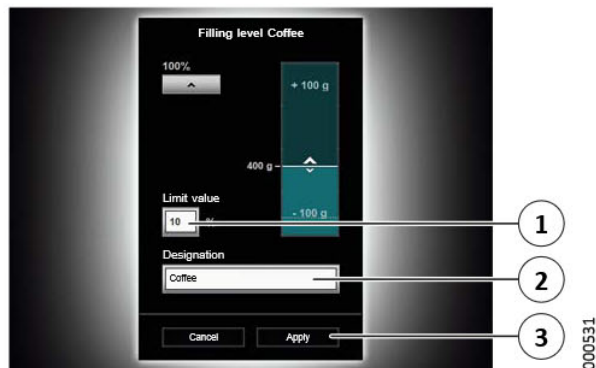 Filling level Coffee
100%
+ 100 g
400 g
- 100 g
Limit value
10 %
1
Designation
Coffee
2
Cancel
Apply
3
000531